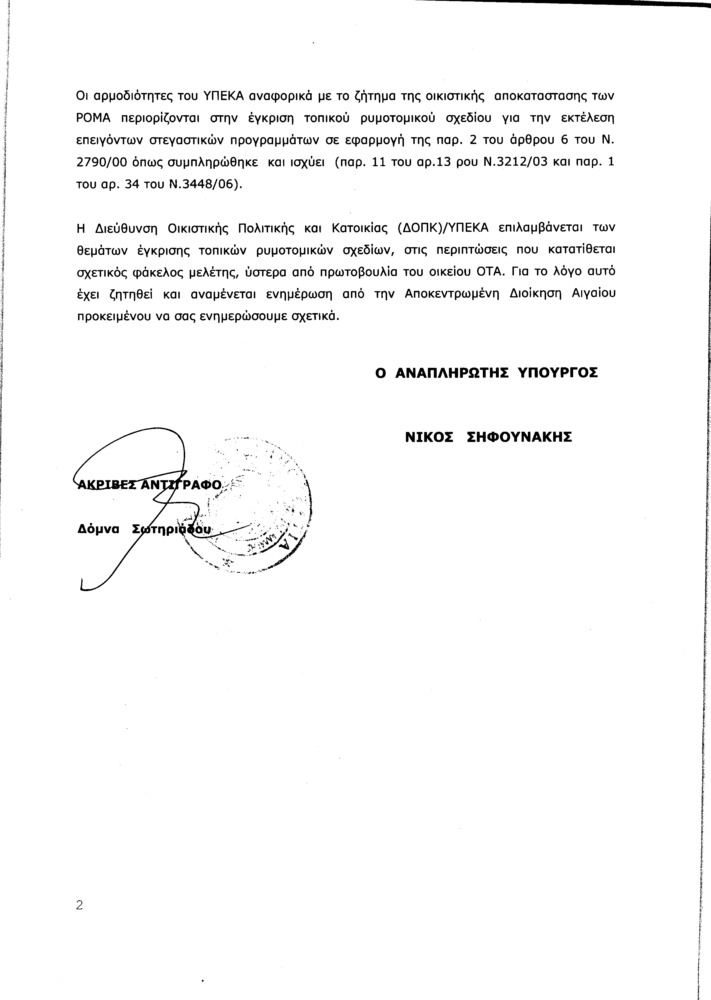 Οι αρμοδιότητες του ΥΠΕΚΑ αναφορικά με το ζήτημα της οικιστικής αποκαταστασης των
ΡΟΜΑ περιορίζονται στην έγκριση τοπικού ρυμοτομικού σχεδίου για την εκτέλεση
επειγόντων στεγαστικών προγραμμάτων σε εφαρμογή της παρ. 2 του άρθρου 6 του Ν.
2790/00 όπως συμπληρώθηκε και ισχύει (παρ. 11 του αρ.13 ρου Ν.3212/03 και παρ. 1
του αρ. 34 του Ν.3448/06).
Η Διεύθυνση Οικιστικής Πολιτικής και Κατοικίας (ΔΟΠΚ)/ΥΠΕΚΑ επιλαμβάνεται των
θεμάτων έγκρισης τοπικών ρυμοτομικών σχεδίων, στις περιπτώσεις που κατατίθεται
σχετικός φάκελος μελέτης, ύστερα από πρωτοβουλία του οικείου ΟΤΑ. Για το λόγο αυτό
έχει ζητηθεί και αναμένεται ενημέρωση από την Αποκεντρωμένη Διοίκηση Αιγαίου
προκειμένου να σας ενημερώσουμε σχετικά.
Ο ΑΝΑΠΛΗΡΩΤΗΣ ΥΠΟΥΡΓΟΣ
ΝΙΚΟΣ ΣΗΦΟΥΝΑΚΗΣ
ΑΚΡΙΒΕΣ ΑΝΤΙΓΡΑΦΟ
Δόμνα Σωτηριάδου
2